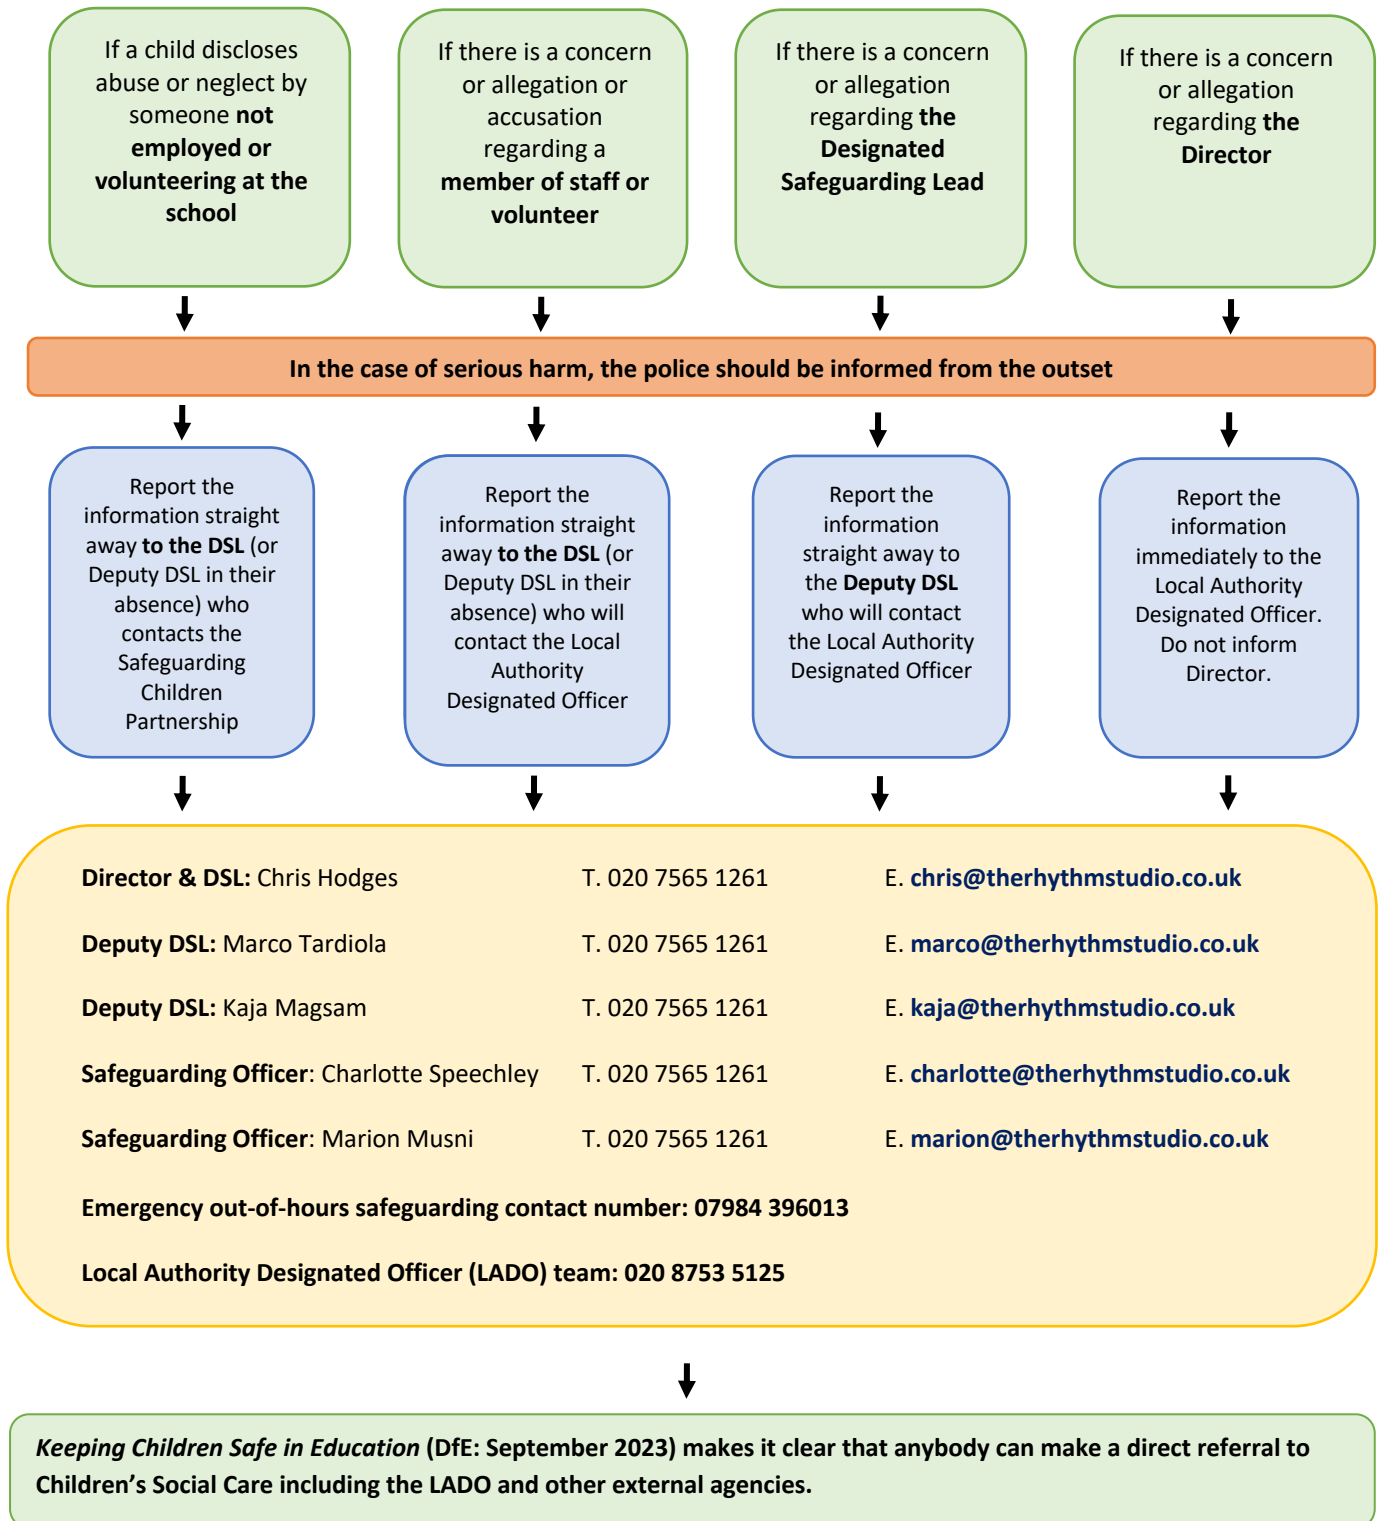 If a child discloses
abuse or neglect by
someone not
employed or
volunteering at the
school
If there is a concern
or allegation or
accusation
regarding a
member of staff or
volunteer
If there is a concern
or allegation
regarding the
Designated
Safeguarding Lead
If there is a concern
or allegation
regarding the
Director
In the case of serious harm, the police should be informed from the outset
Report the
information straight
away to the DSL (or
Deputy DSL in their
absence) who
contacts the
Safeguarding
Children
Partnership
Report the
information straight
away to the DSL (or
Deputy DSL in their
absence) who will
contact the Local
Authority
Designated Officer
Report the
information
straight away to
the Deputy DSL
who will contact
the Local Authority
Designated Officer
Report the
information
immediately to the
Local Authority
Designated Officer.
Do not inform
Director.
Director & DSL: Chris Hodges T. 020 7565 1261 E. chris@therhythmstudio.co.uk
Deputy DSL: Marco Tardiola T. 020 7565 1261 E. marco@therhythmstudio.co.uk
Deputy DSL: Kaja Magsam T. 020 7565 1261 E. kaja@therhythmstudio.co.uk
Safeguarding Officer: Charlotte Speechley T. 020 7565 1261 E. charlotte@therhythmstudio.co.uk
Safeguarding Officer: Marion Musni T. 020 7565 1261 E. marion@therhythmstudio.co.uk
Emergency out-of-hours safeguarding contact number: 07984 396013
Local Authority Designated Officer (LADO) team: 020 8753 5125
Keeping Children Safe in Education (DfE: September 2023) makes it clear that anybody can make a direct referral to
Children’s Social Care including the LADO and other external agencies.